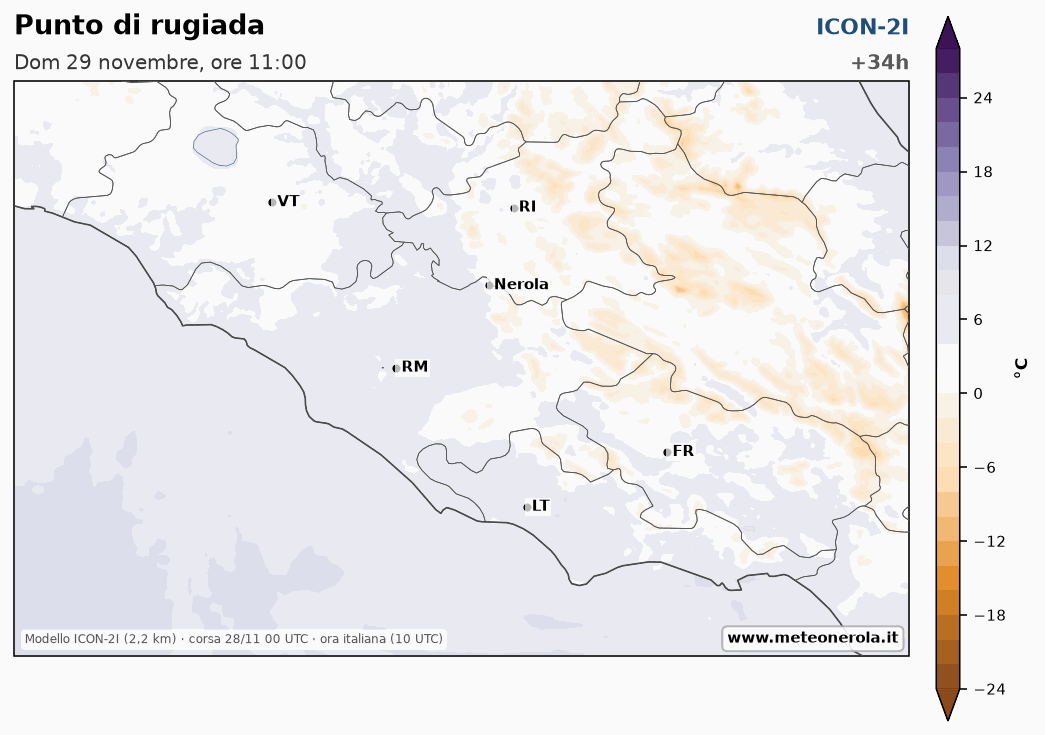 Punto di rugiada
ICON-2I
Dom 29 novembre, ore 11:00
+34h
VT
RI
Nerola
RM
FR
LT
24
18
12
6
0
−6
−12
−18
−24
°C
Modello ICON-2I (2,2 km) · corsa 28/11 00 UTC · ora italiana (10 UTC)
www.meteonerola.it